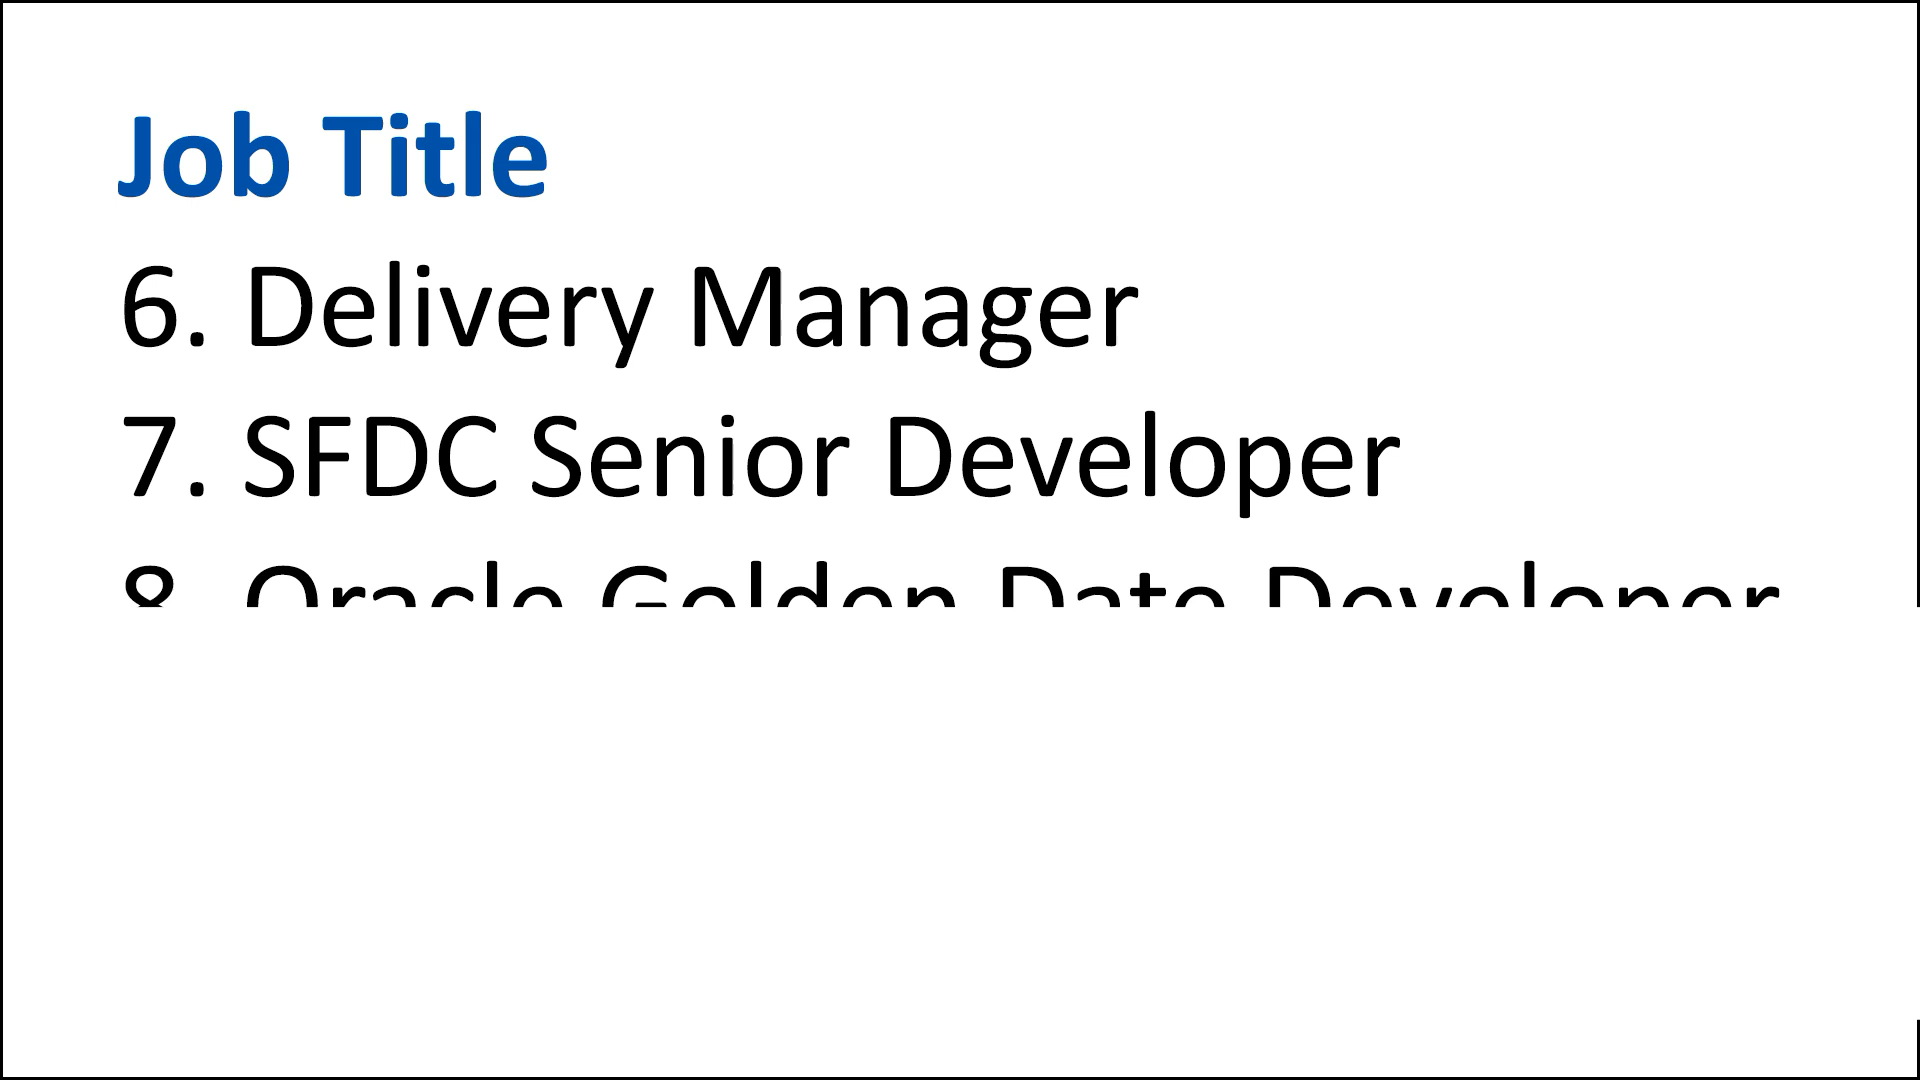 Job Title
6. Delivery Manager
7. SFDC Senior Developer
8. Oracle Golden Developer